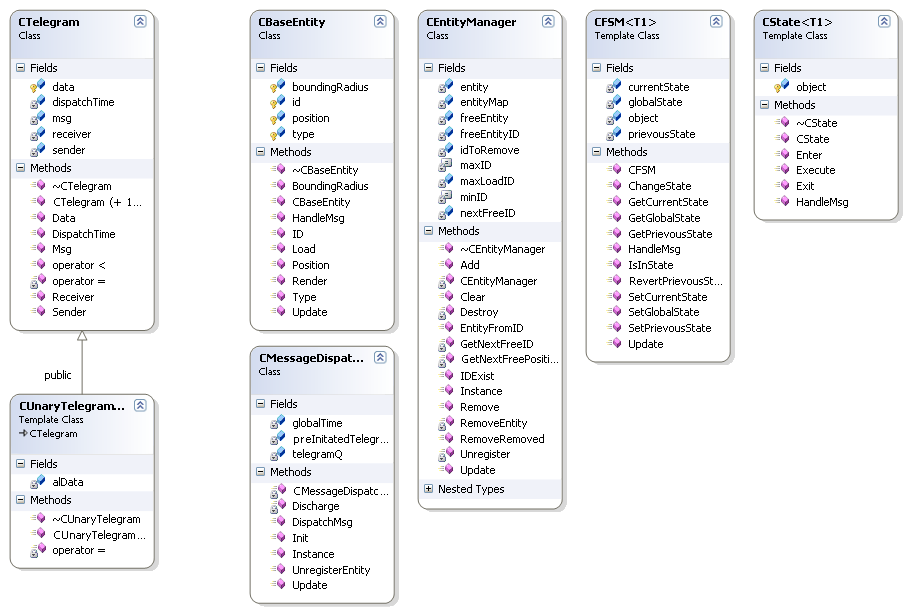 CTelegram
Class
Fields
data
dispatchTime
msg
receiver
sender
Methods
~CTelegram
CTelegram (+ 1...
Data
DispatchTime
Msg
operator <
operator =
Receiver
Sender
public
CUnaryTelegram...
Template Class
CTelegram
Fields
alData
Methods
~CUnaryTelegram
CUnaryTelegram...
operator =
CBaseEntity
Class
Fields
boundingRadius
id
position
type
Methods
~CBaseEntity
BoundingRadius
CBaseEntity
HandleMsg
ID
Load
Position
Render
Type
Update
CMessageDispat...
Class
Fields
globalTime
preInitatedTelegr...
telegramQ
Methods
CMessageDispatc...
Discharge
DispatchMsg
Init
Instance
UnregisterEntity
Update
CEntityManager
Class
Fields
entity
entityMap
freeEntity
freeEntityID
idToRemove
maxID
maxLoadID
minID
nextFreeID
Methods
~CEntityManager
Add
CEntityManager
Clear
Destroy
EntityFromID
GetNextFreeID
GetNextFreePositi...
IDExist
Instance
Remove
RemoveEntity
RemoveRemoved
Unregister
Update
Nested Types
CFSM<T1>
Template Class
Fields
currentState
globalState
object
prievousState
Methods
CFSM
ChangeState
GetCurrentState
GetGlobalState
GetPrievousState
HandleMsg
IsInState
RevertPrievousSt...
SetCurrentState
SetGlobalState
SetPrievousState
Update
CState<T1>
Template Class
Fields
object
Methods
~CState
CState
Enter
Execute
Exit
HandleMsg